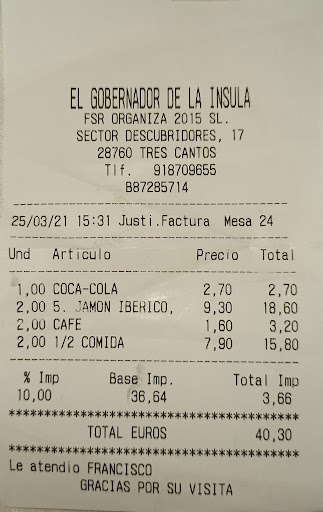 EL GOBERNADOR DE LA INSULA
FSR ORGANIZA 2015 SL.
SECTOR DESCUBRIDORES, 17
28760 TRES CANTOS
Tlf. 918709655
B87285714
25/03/21 15:31 Justi.Factura Mesa 24
Und Articulo Precio Total
1,00 COCA-COLA 2,70 2,70
2,00 5. JAMON IBERICO, 9,30 18,60
2,00 CAFE 1,60 3,20
2,00 1/2 COMIDA 7,90 15,80
% Imp Base Imp. Total Imp
10,00 36,64 3,66
****************************************
TOTAL EUROS 40,30
****************************************
Le atendio FRANCISCO
GRACIAS POR SU VISITA